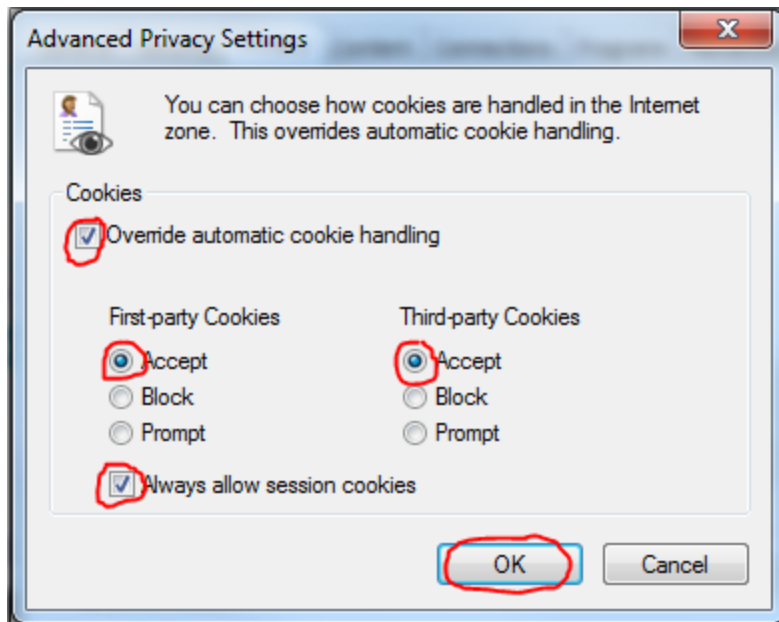 Advanced Privacy Settings
You can choose how cookies are handled in the Internet
zone. This overrides automatic cookie handling.
Cookies
Override automatic cookie handling
First-party Cookies
Third-party Cookies
Accept
Accept
Block
Block
Prompt
Prompt
Always allow session cookies
OK
Cancel